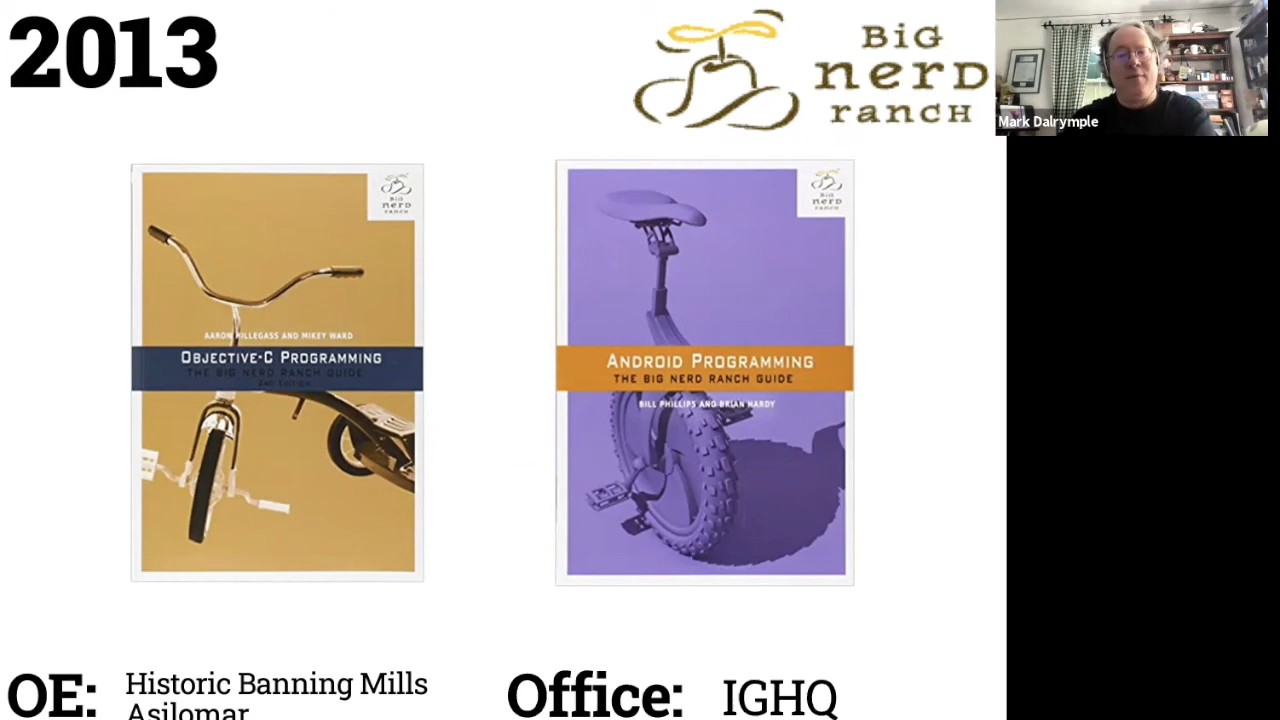 2013
BiG
nerd
ranch
Mark Dalrymple
BiG
nerd
ranch
BiG
nerd
ranch
AARON HILLEGASS AND MIKEY WARD
OBJECTIVE-C PROGRAMMING
THE BIG NERD RANCH GUIDE
2ND EDITION
ANDROID PROGRAMMING
THE BIG NERD RANCH GUIDE
BILL PHILLIPS AND BRIAN HARDY
OE: Historic Banning Mills
Asilomar
Office: IGHQ